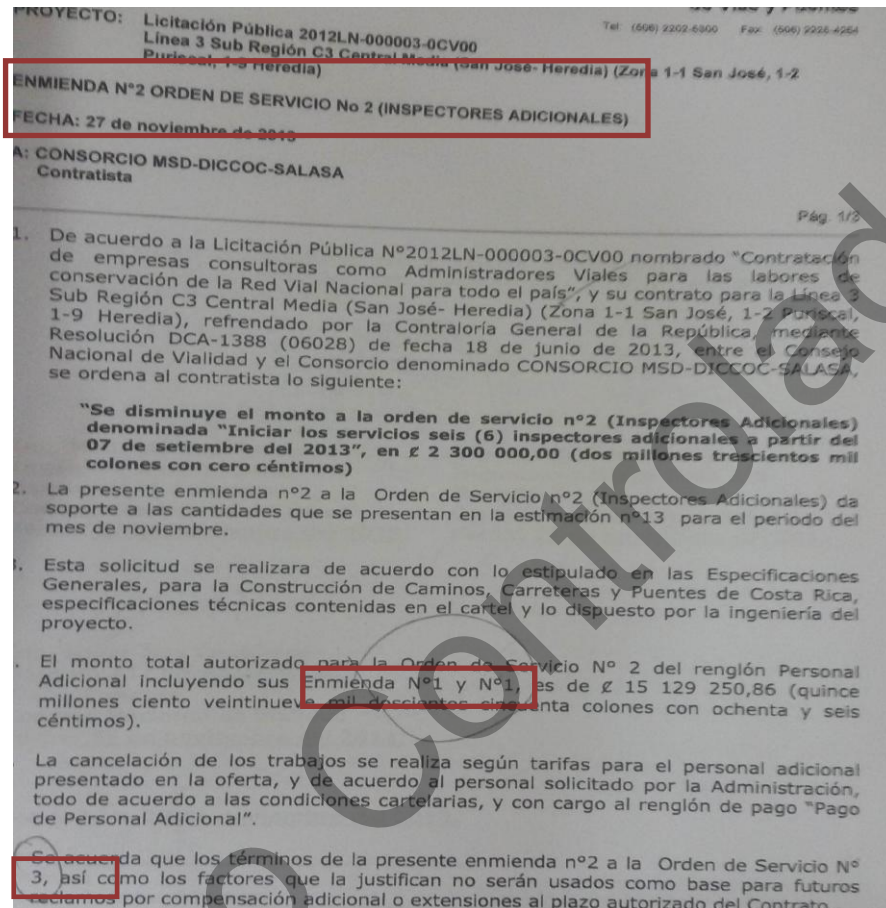 de Vías y Puentes
PROYECTO: Licitación Pública 2012LN-000003-0CV00
Tel: (506) 2202-5300 Fax: (506) 2225-4254
Línea 3 Sub Región C3 Central Media (San José- Heredia) (Zona 1-1 San José, 1-2
Puriscal, 1-9 Heredia)
ENMIENDA N°2 ORDEN DE SERVICIO No 2 (INSPECTORES ADICIONALES)
FECHA: 27 de noviembre de 2013
A: CONSORCIO MSD-DICCOC-SALASA
Contratista
Pág. 1/3
1. De acuerdo a la Licitación Pública Nº2012LN-000003-0CV00 nombrado "Contratación
de empresas consultoras como Administradores Viales para las labores de
conservación de la Red Vial Nacional para todo el país", y su contrato para la Línea 3
Sub Región C3 Central Media (San José- Heredia) (Zona 1-1 San José, 1-2 Puriscal,
1-9 Heredia), refrendado por la Contraloría General de la República, mediante
Resolución DCA-1388 (06028) de fecha 18 de junio de 2013, entre el Consejo
Nacional de Vialidad y el Consorcio denominado CONSORCIO MSD-DICCOC-SALASA,
se ordena al contratista lo siguiente:
"Se disminuye el monto a la orden de servicio nº2 (Inspectores Adicionales)
denominada "Iniciar los servicios seis (6) inspectores adicionales a partir del
07 de setiembre del 2013", en ₡ 2 300 000,00 (dos millones trescientos mil
colones con cero céntimos)
2. La presente enmienda nº2 a la Orden de Servicio nº2 (Inspectores Adicionales) da
soporte a las cantidades que se presentan en la estimación nº13 para el periodo del
mes de noviembre.
. Esta solicitud se realizara de acuerdo con lo estipulado en las Especificaciones
Generales, para la Construcción de Caminos, Carreteras y Puentes de Costa Rica,
especificaciones técnicas contenidas en el cartel y lo dispuesto por la ingeniería del
proyecto.
. El monto total autorizado para la Orden de Servicio Nº 2 del renglón Personal
Adicional incluyendo sus Enmienda Nº1 y Nº1, es de ₡ 15 129 250,86 (quince
millones ciento veintinueve mil doscientos cincuenta colones con ochenta y seis
céntimos).
La cancelación de los trabajos se realiza según tarifas para el personal adicional
presentado en la oferta, y de acuerdo al personal solicitado por la Administración,
todo de acuerdo a las condiciones cartelarias, y con cargo al renglón de pago "Pago
de Personal Adicional".
Se acuerda que los términos de la presente enmienda nº2 a la Orden de Servicio Nº
3, así como los factores que la justifican no serán usados como base para futuros
reclamos por compensación adicional o extensiones al plazo autorizado del Contrato